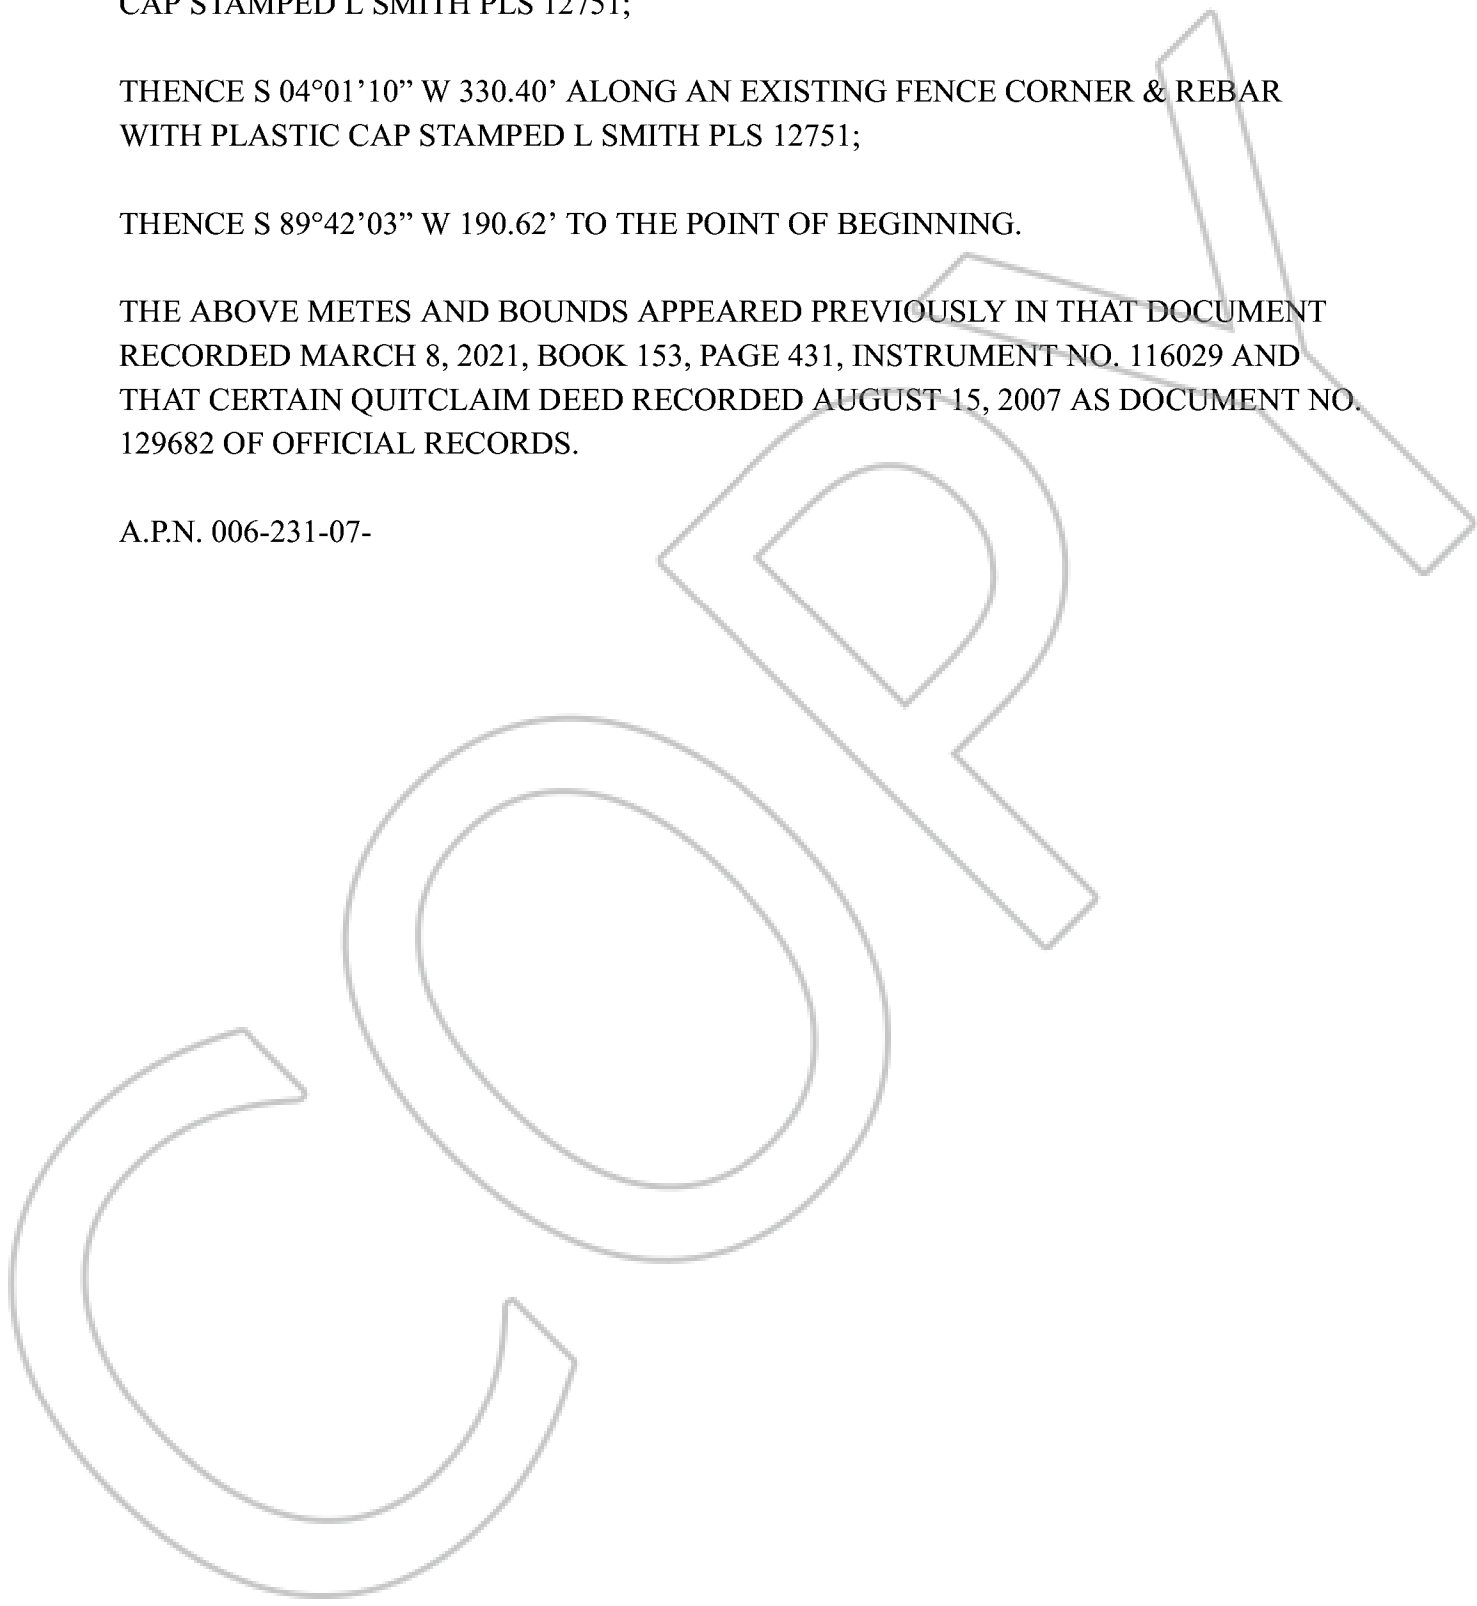 CAP STAMPED L SMITH PLS 12751;
THENCE S 04°01’10” W 330.40’ ALONG AN EXISTING FENCE CORNER & REBAR
WITH PLASTIC CAP STAMPED L SMITH PLS 12751;
THENCE S 89°42’03” W 190.62’ TO THE POINT OF BEGINNING.
THE ABOVE METES AND BOUNDS APPEARED PREVIOUSLY IN THAT DOCUMENT
RECORDED MARCH 8, 2021, BOOK 153, PAGE 431, INSTRUMENT NO. 116029 AND
THAT CERTAIN QUITCLAIM DEED RECORDED AUGUST 15, 2007 AS DOCUMENT NO.
129682 OF OFFICIAL RECORDS.
A.P.N. 006-231-07-
COPY